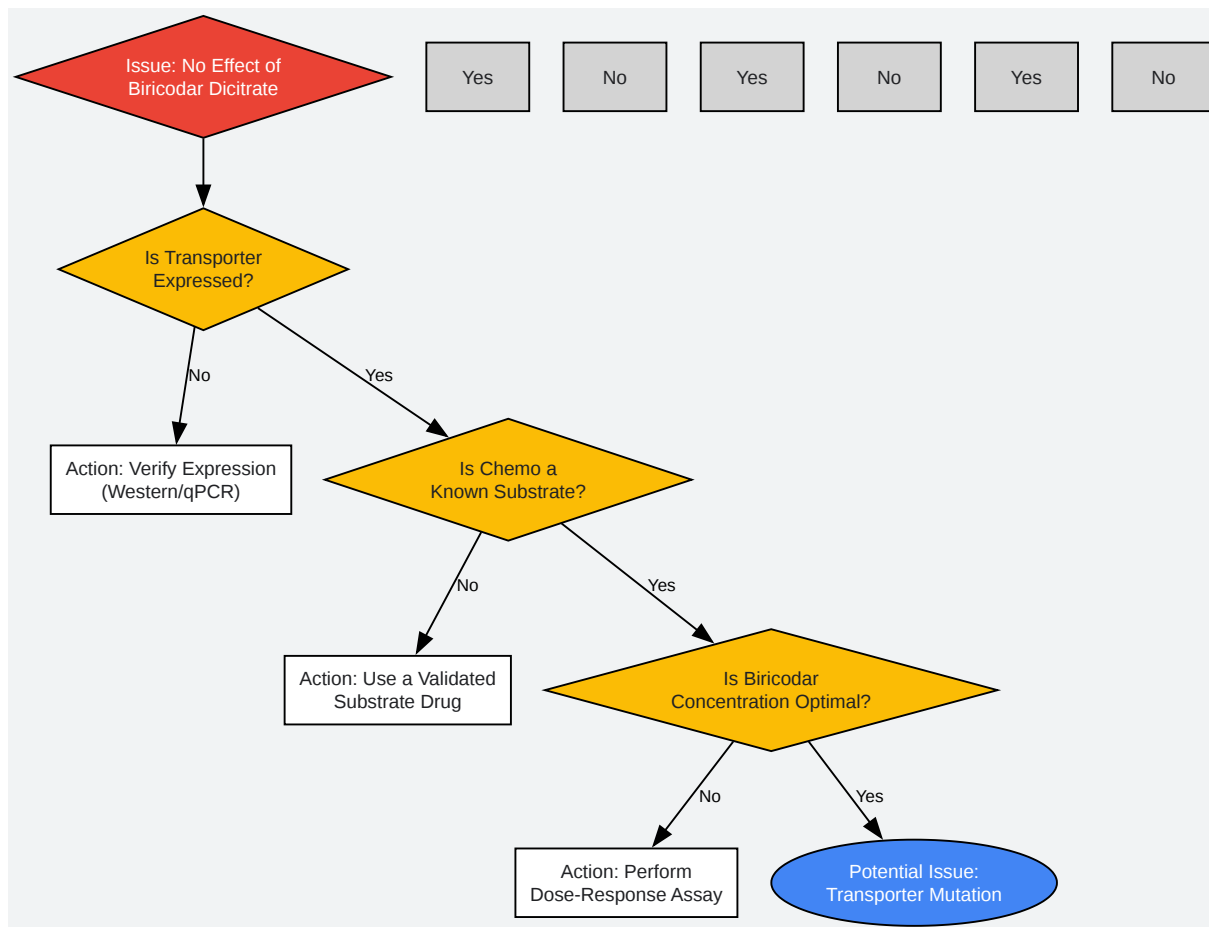 Issue: No Effect of
Biricodar Dicitrate
Yes
No
Yes
No
Yes
No
Is Transporter
Expressed?
No
Yes
Action: Verify Expression
(Western/qPCR)
Is Chemo a
Known Substrate?
No
Yes
Action: Use a Validated
Substrate Drug
Is Biricodar
Concentration Optimal?
No
Yes
Action: Perform
Dose-Response Assay
Potential Issue:
Transporter Mutation